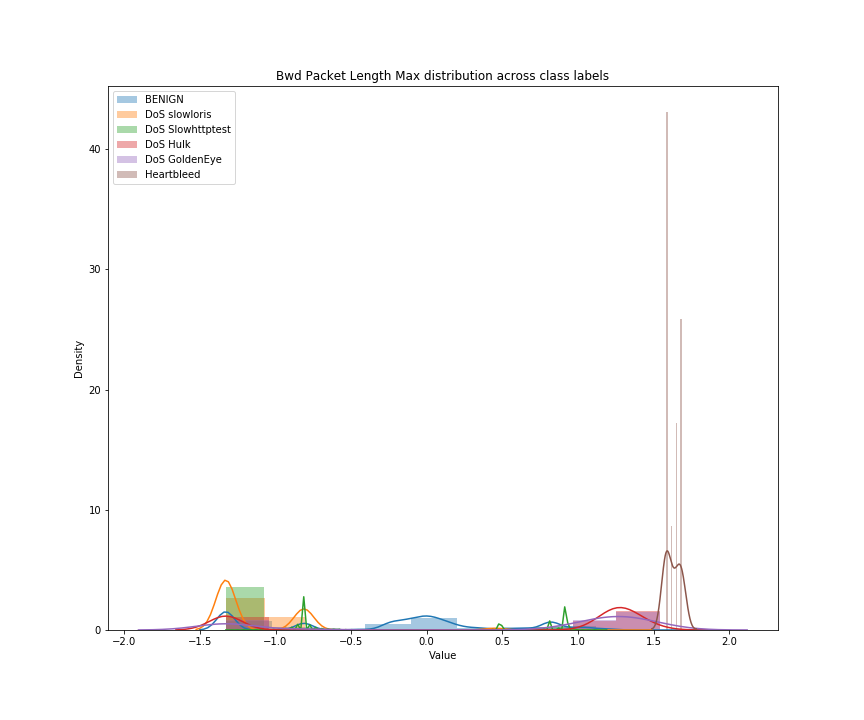 Bwd Packet Length Max distribution across class labels
BENIGN
DoS slowloris
DoS Slowhttptest
DoS Hulk
DoS GoldenEye
Heartbleed
40
30
20
10
0
Density
−2.0 −1.5 −1.0 −0.5 0.0 0.5 1.0 1.5 2.0
Value